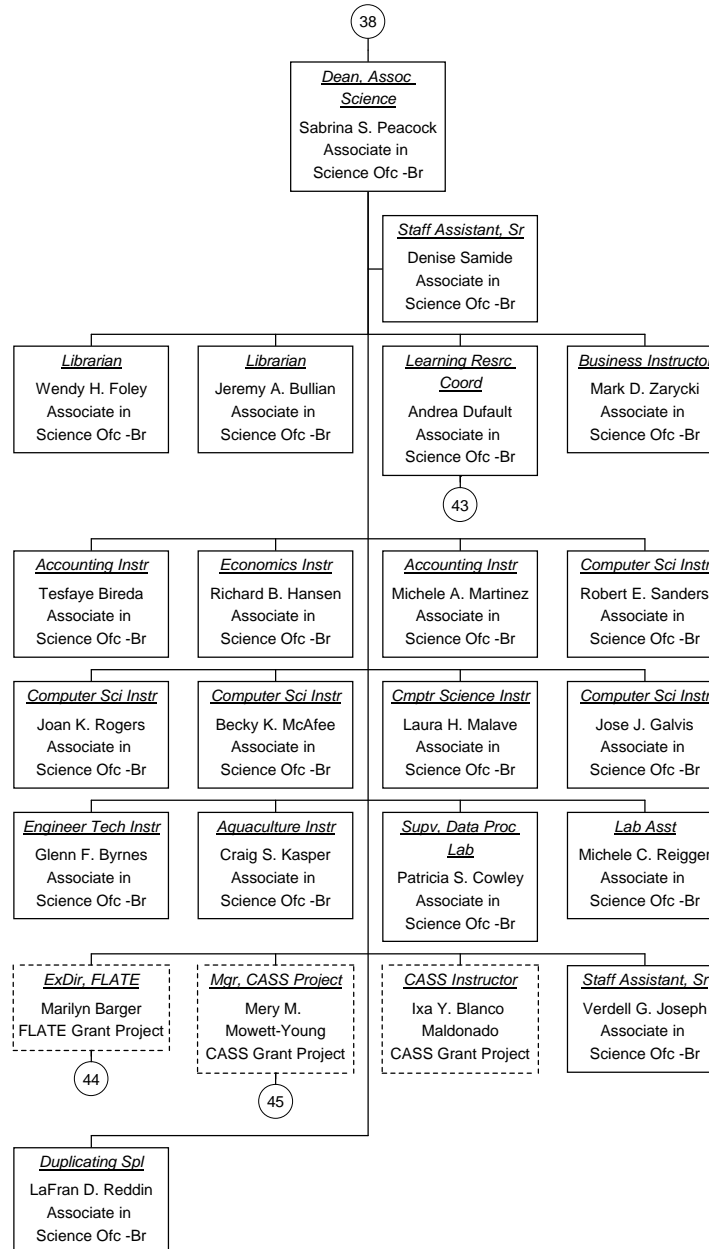 38
Dean, Assoc
Science
Sabrina S. Peacock
Associate in
Science Ofc -Br
Staff Assistant, Sr
Denise Samide
Associate in
Science Ofc -Br
Librarian
Wendy H. Foley
Associate in
Science Ofc -Br
Librarian
Jeremy A. Bullian
Associate in
Science Ofc -Br
Learning Resrc
Coord
Andrea Dufault
Associate in
Science Ofc -Br
43
Business Instructor
Mark D. Zarycki
Associate in
Science Ofc -Br
Accounting Instr
Tesfaye Bireda
Associate in
Science Ofc -Br
Economics Instr
Richard B. Hansen
Associate in
Science Ofc -Br
Accounting Instr
Michele A. Martinez
Associate in
Science Ofc -Br
Computer Sci Instr
Robert E. Sanders
Associate in
Science Ofc -Br
Computer Sci Instr
Joan K. Rogers
Associate in
Science Ofc -Br
Computer Sci Instr
Becky K. McAfee
Associate in
Science Ofc -Br
Cmptr Science Instr
Laura H. Malave
Associate in
Science Ofc -Br
Computer Sci Instr
Jose J. Galvis
Associate in
Science Ofc -Br
Engineer Tech Instr
Glenn F. Byrnes
Associate in
Science Ofc -Br
Aquaculture Instr
Craig S. Kasper
Associate in
Science Ofc -Br
Supv, Data Proc
Lab
Patricia S. Cowley
Associate in
Science Ofc -Br
Lab Asst
Michele C. Reigger
Associate in
Science Ofc -Br
ExDir, FLATE
Marilyn Barger
FLATE Grant Project
44
Mgr, CASS Project
Mery M.
Mowett-Young
CASS Grant Project
45
CASS Instructor
Ixa Y. Blanco
Maldonado
CASS Grant Project
Staff Assistant, Sr
Verdell G. Joseph
Associate in
Science Ofc -Br
Duplicating Spl
LaFran D. Reddin
Associate in
Science Ofc -Br